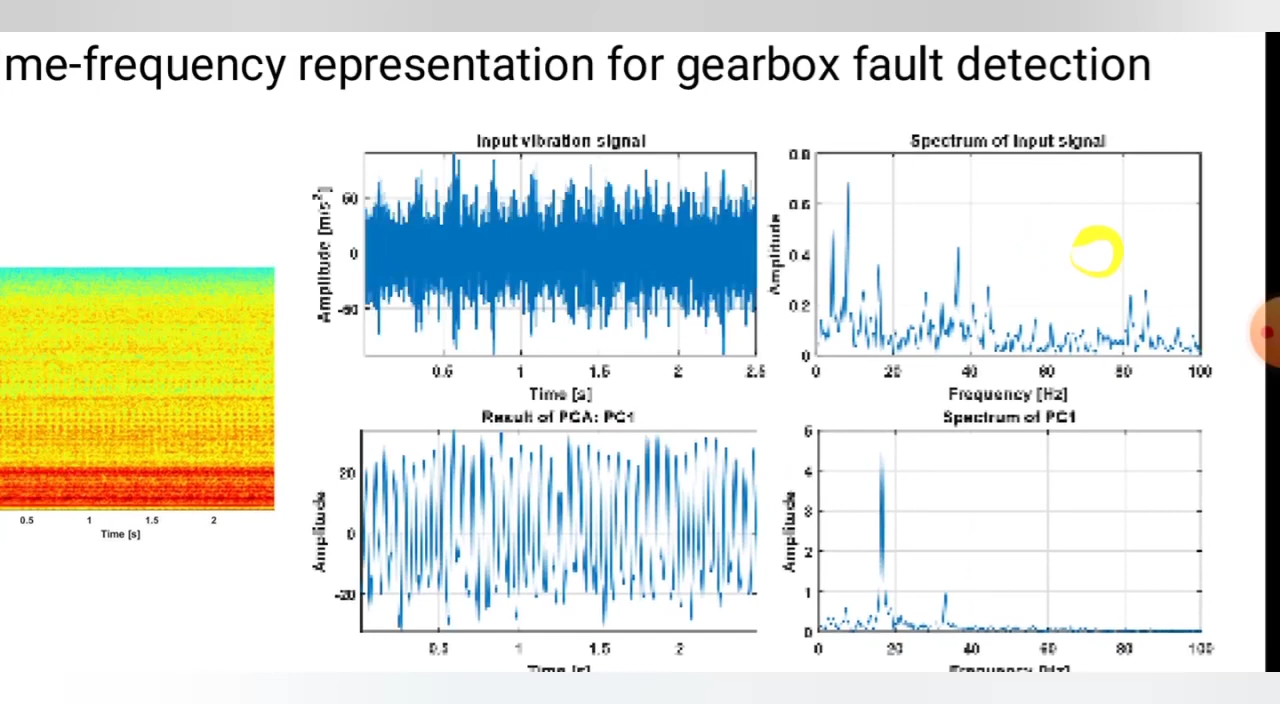 me-frequency representation for gearbox fault detection
Input vibration signal
Amplitude [m/s²]
50
0
-50
0.5 1 1.5 2 2.5
Time [s]
Spectrum of input signal
Amplitude
0.8
0.6
0.4
0.2
0
0 20 40 60 80 100
Frequency [Hz]
0.5 1 1.5 2
Time [s]
Result of PCA: PC1
Amplitude
20
0
-20
0.5 1 1.5 2
Time [s]
Spectrum of PC1
Amplitude
5
4
3
2
1
0
0 20 40 60 80 100
Frequency [Hz]